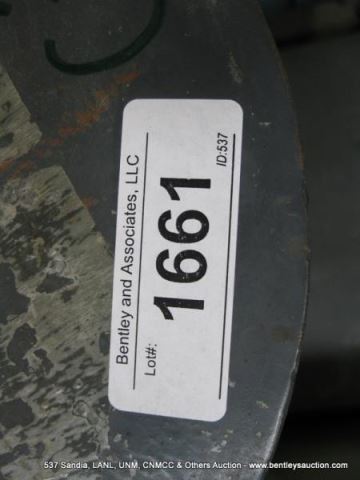 Bentley and Associates, LLC
Lot#:
1661
ID:537
537 Sandia, LANL, UNM, CNMCC & Others Auction - www.bentleysauction.com